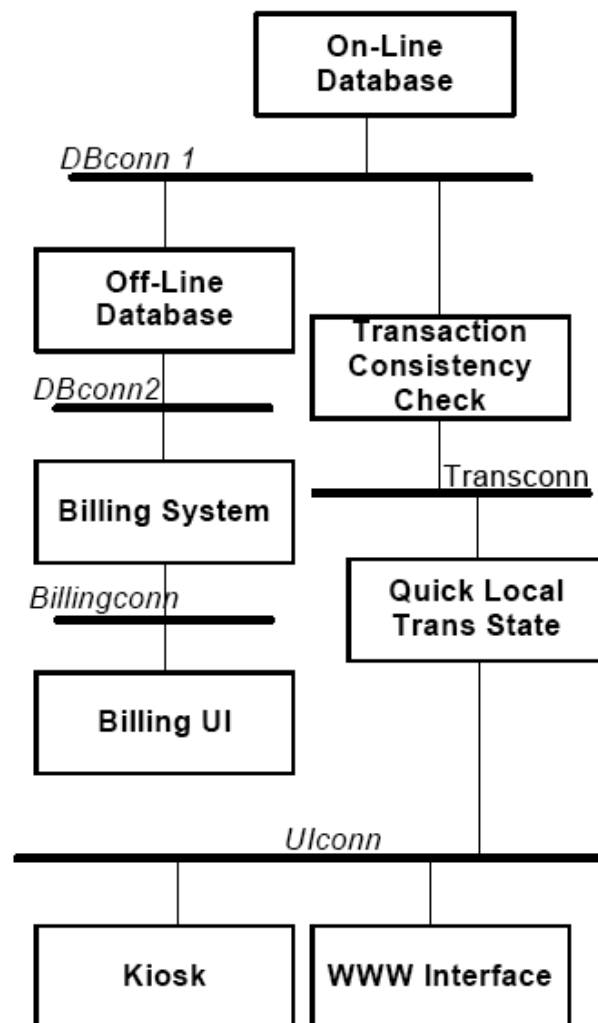 On-Line
Database
DBconn 1
Off-Line
Database
Transaction
Consistency
Check
DBconn2
Transconn
Billing System
Quick Local
Trans State
Billingconn
Billing UI
UIconn
Kiosk
WWW Interface